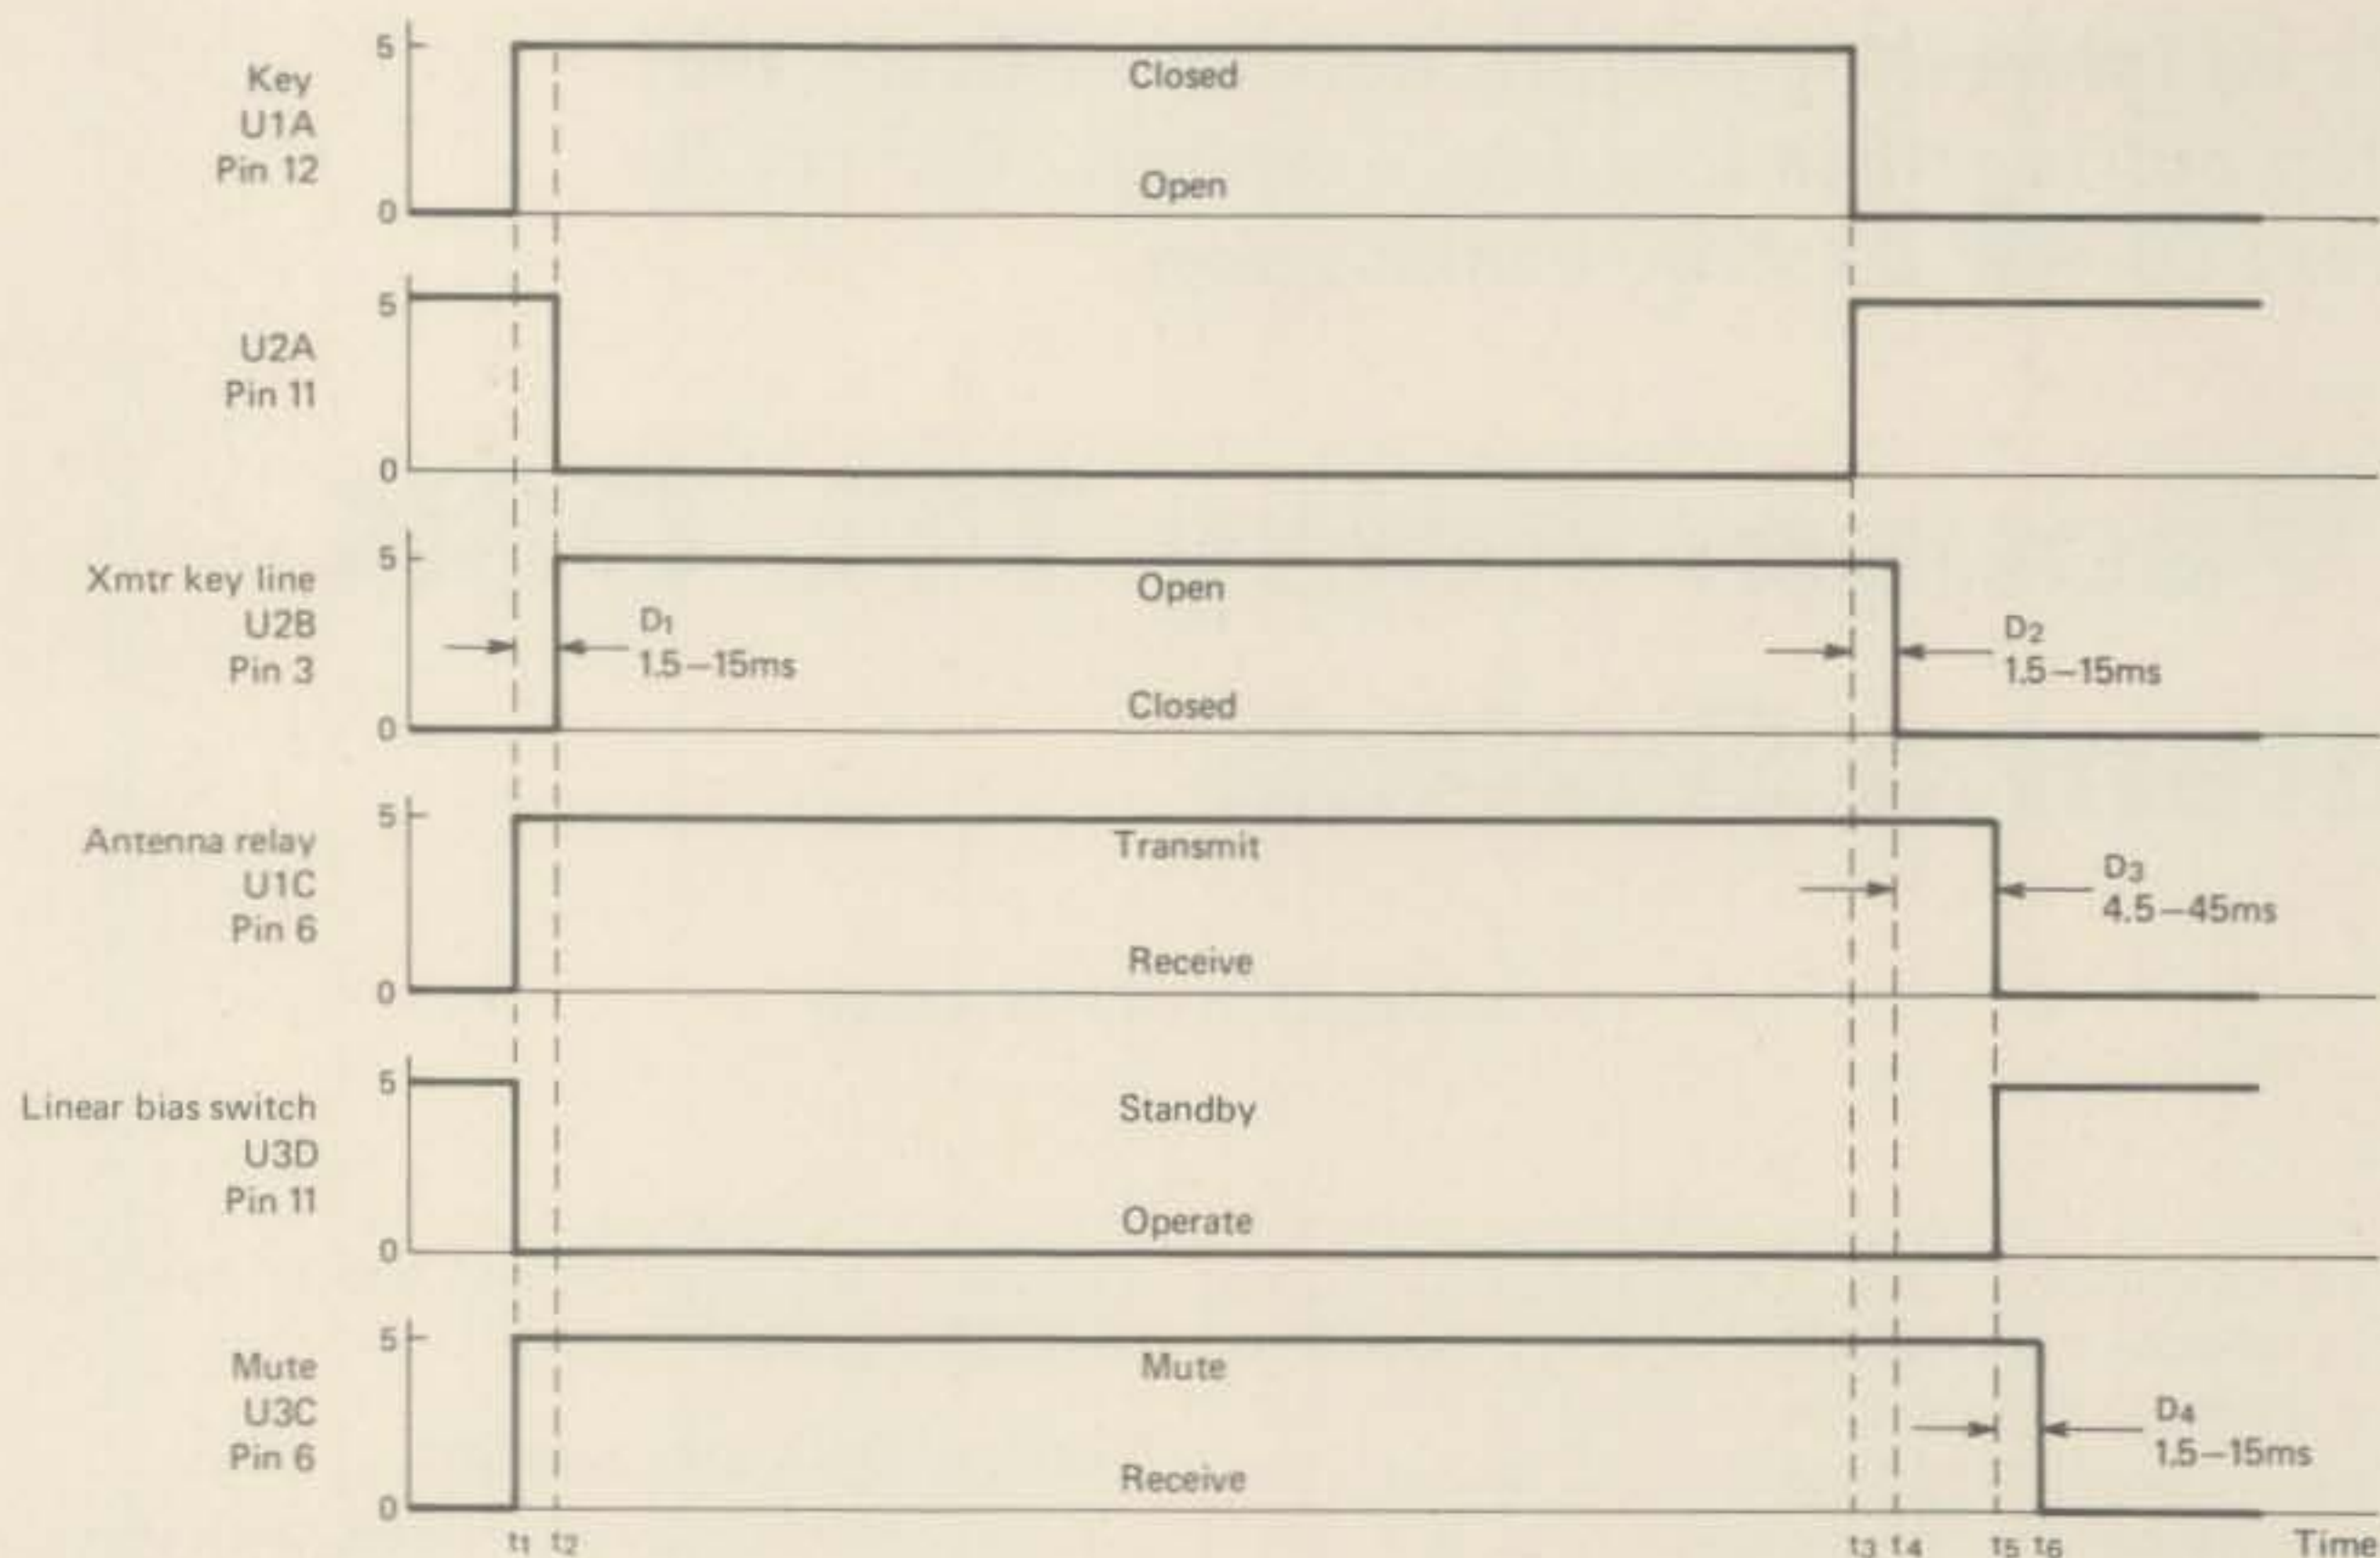 5
Key
U1A
Pin 12
Closed
Open
0
5
U2A
Pin 11
0
5
Xmtr key line
U2B
Pin 3
Open
D1
1.5–15ms
D2
1.5–15ms
Closed
0
5
Antenna relay
U1C
Pin 6
Transmit
D3
4.5–45ms
Receive
0
5
Linear bias switch
U3D
Pin 11
Standby
Operate
0
5
Mute
U3C
Pin 6
Mute
D4
1.5–15ms
Receive
0
t1 t2 t3 t4 t5 t6 Time